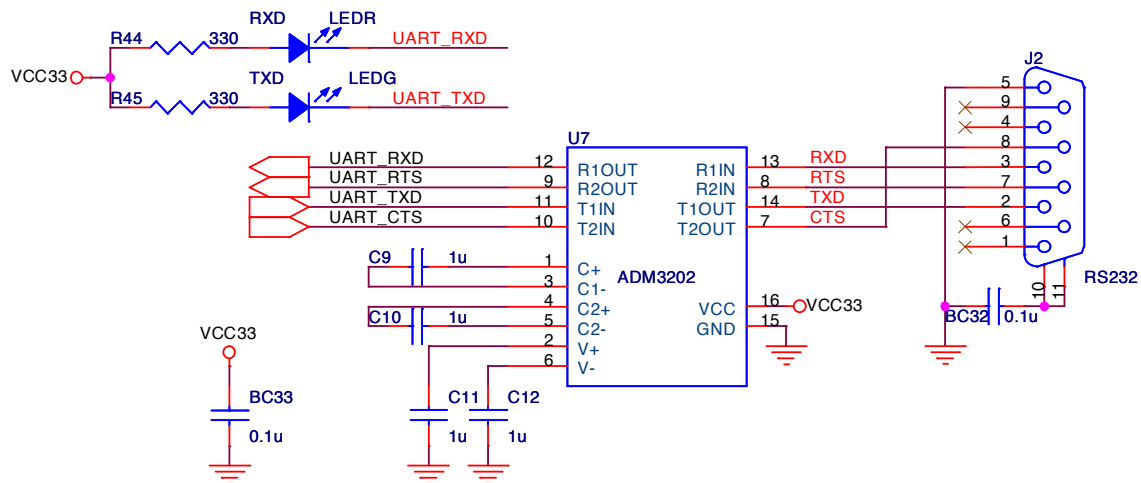 RXD LEDR
R44 330 UART_RXD
VCC33
TXD LEDG
R45 330 UART_TXD
U7
UART_RXD 12 R1OUT R1IN 13 RXD
UART_RTS 9 R2OUT R2IN 8 RTS
UART_TXD 11 T1IN T1OUT 14 TXD
UART_CTS 10 T2IN T2OUT 7 CTS
C9 1u 1 C+
3 C1-
ADM3202
4 C2+
C10 1u 5 C2-
2 V+
6 V-
VCC 16 VCC33
GND 15
J2
5
9
4
8
3
7
2
6
1
10
11
RS232
BC32 0.1u
VCC33
BC33
0.1u
C11
1u
C12
1u